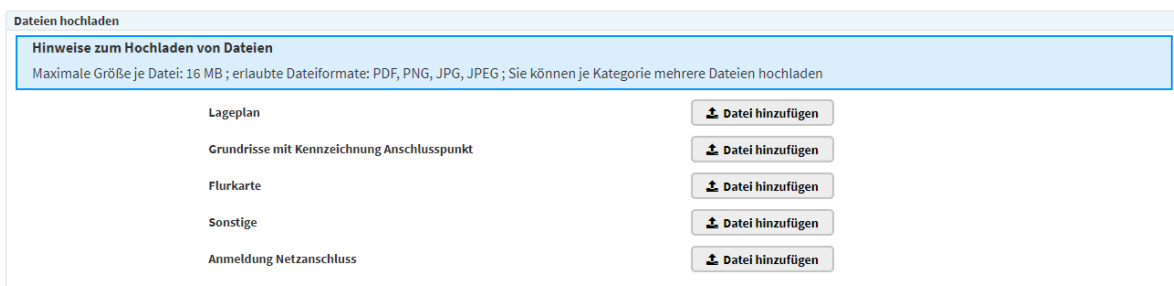 Dateien hochladen
Hinweise zum Hochladen von Dateien
Maximale Größe je Datei: 16 MB ; erlaubte Dateiformate: PDF, PNG, JPG, JPEG ; Sie können je Kategorie mehrere Dateien hochladen
Lageplan Datei hinzufügen
Grundrisse mit Kennzeichnung Anschlusspunkt Datei hinzufügen
Flurkarte Datei hinzufügen
Sonstige Datei hinzufügen
Anmeldung Netzanschluss Datei hinzufügen